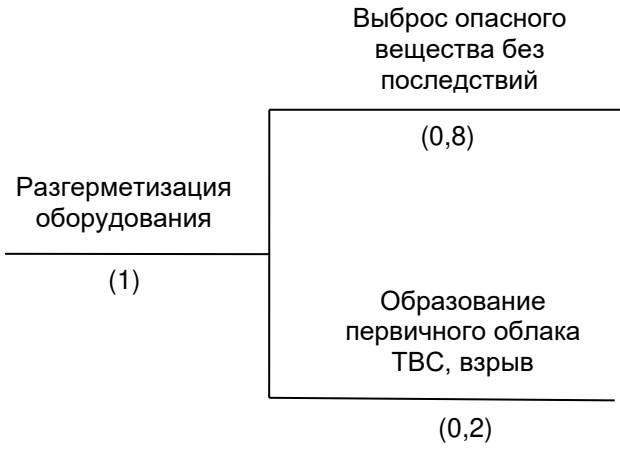 Выброс опасного
вещества без
последствий
(0,8)
Разгерметизация
оборудования
(1)
Образование
первичного облака
ТВС, взрыв
(0,2)